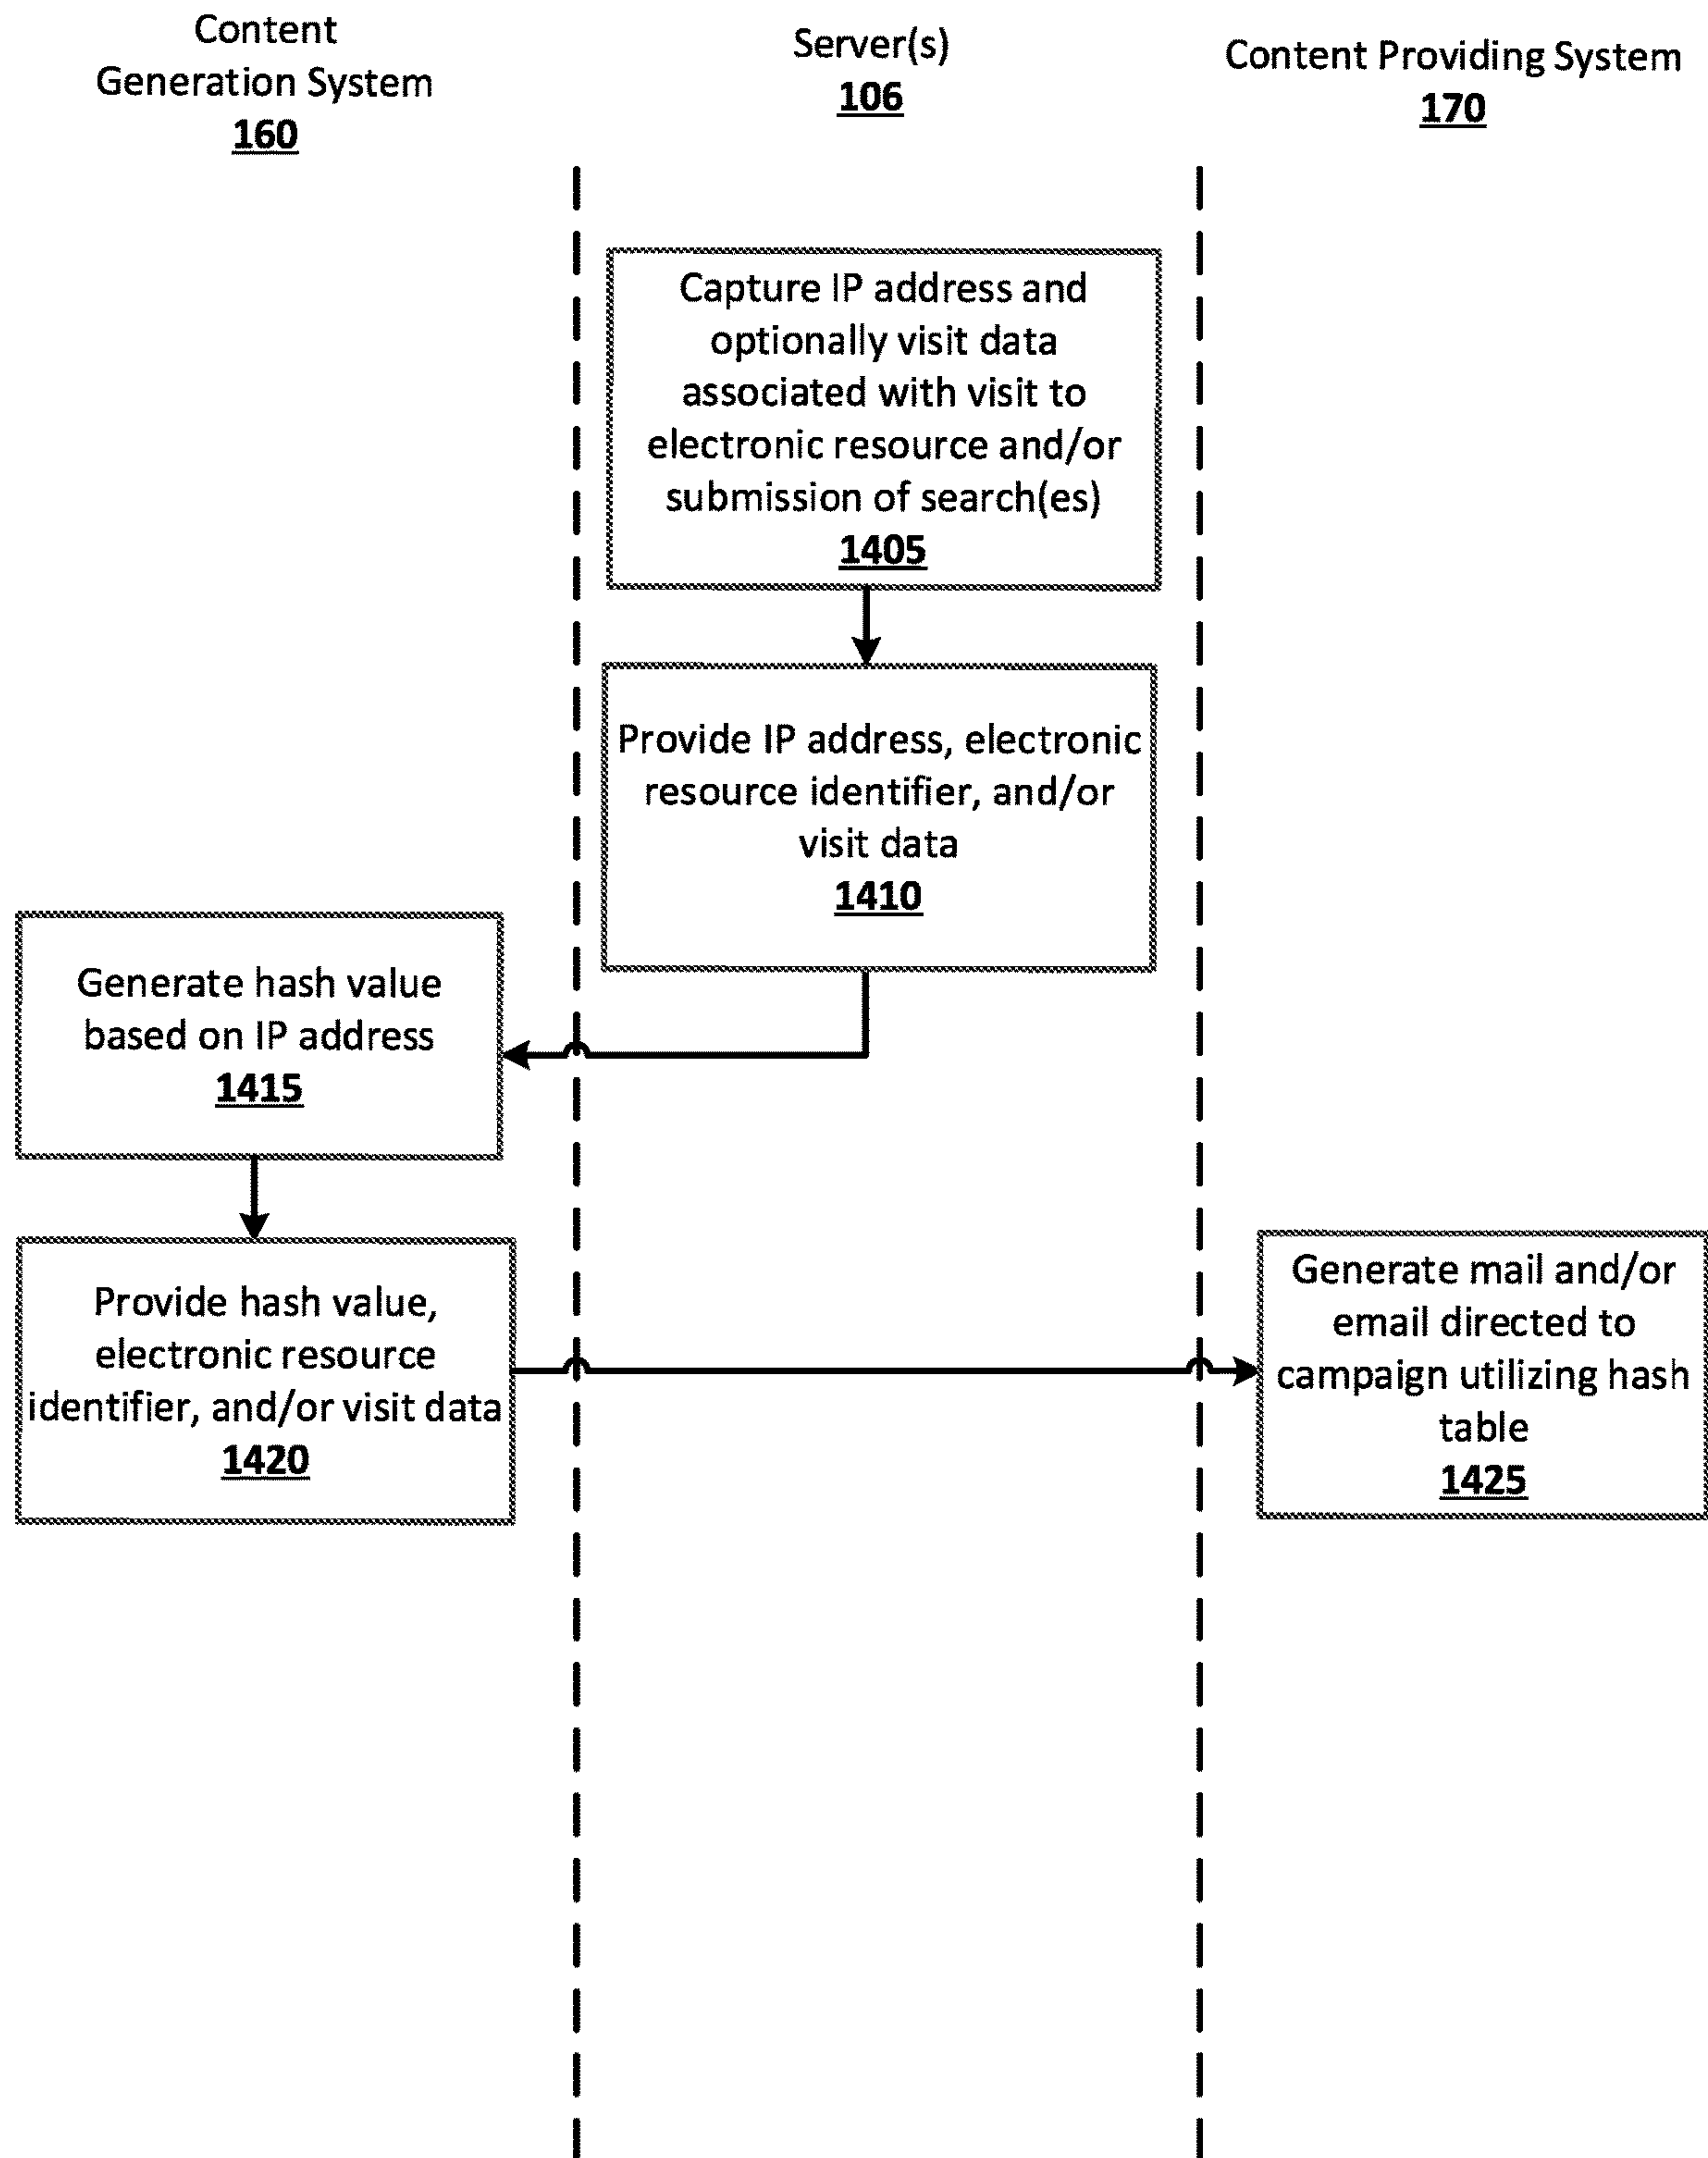 Content
Generation System
160
Server(s)
106
Content Providing System
170
Capture IP address and
optionally visit data
associated with visit to
electronic resource and/or
submission of search(es)
1405
Provide IP address, electronic
resource identifier, and/or
visit data
1410
Generate hash value
based on IP address
1415
Provide hash value,
electronic resource
identifier, and/or visit data
1420
Generate mail and/or
email directed to
campaign utilizing hash
table
1425